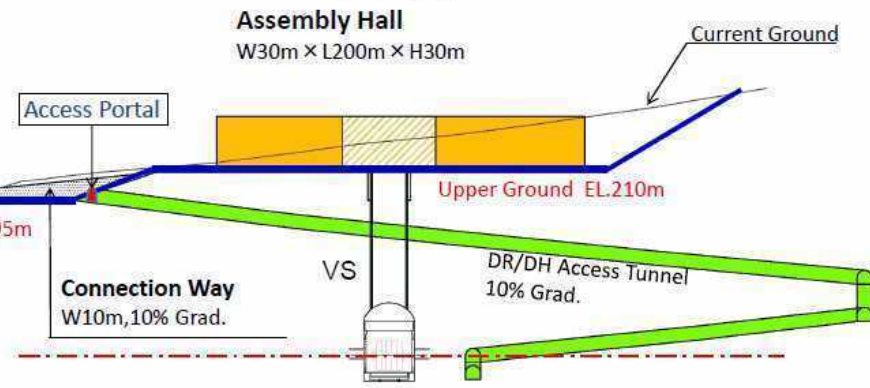 Assembly Hall
W30m × L200m × H30m
Current Ground
Access Portal
Upper Ground EL.210m
5m
VS
DR/DH Access Tunnel
10% Grad.
Connection Way
W10m,10% Grad.